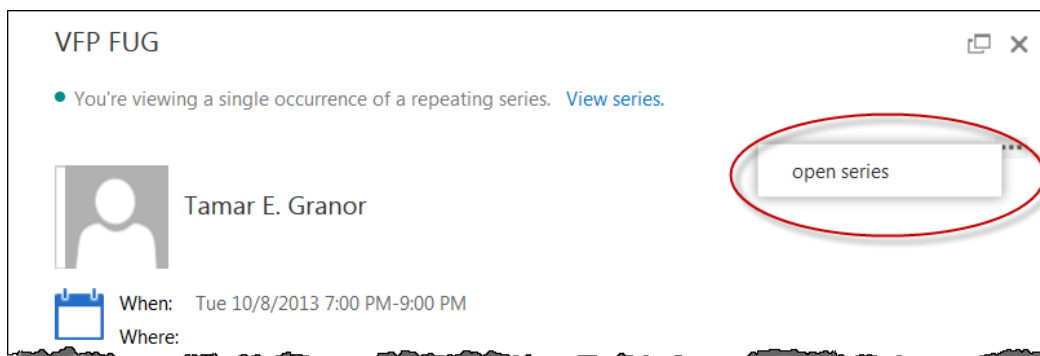 VFP FUG
You're viewing a single occurrence of a repeating series. View series.
open series
Tamar E. Granor
When: Tue 10/8/2013 7:00 PM-9:00 PM
Where: